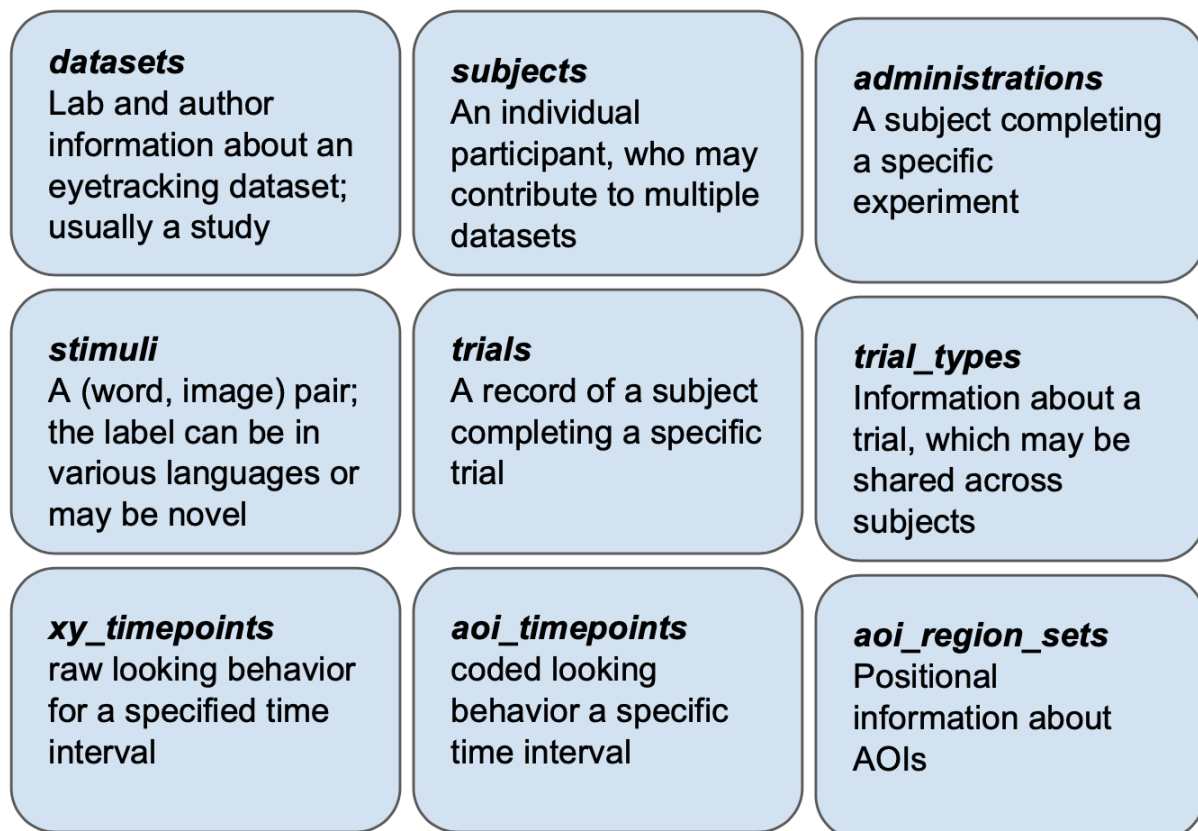 datasets
Lab and author
information about an
eyetracking dataset;
usually a study
subjects
An individual
participant, who may
contribute to multiple
datasets
administrations
A subject completing
a specific
experiment
stimuli
A (word, image) pair;
the label can be in
various languages or
may be novel
trials
A record of a subject
completing a specific
trial
trial_types
Information about a
trial, which may be
shared across
subjects
xy_timepoints
raw looking behavior
for a specified time
interval
aoi_timepoints
coded looking
behavior a specific
time interval
aoi_region_sets
Positional
information about
AOIs